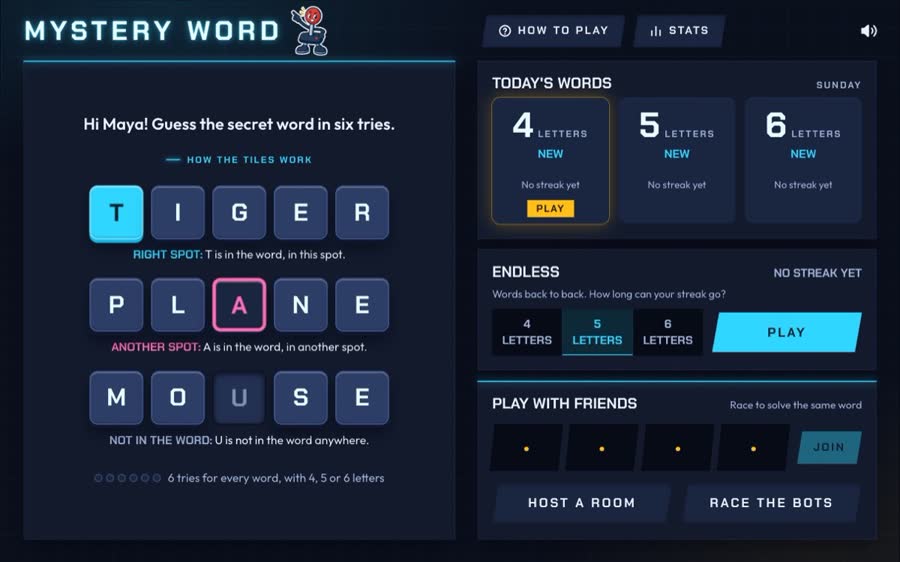 MYSTERY WORD
HOW TO PLAY
STATS
Hi Maya! Guess the secret word in six tries.
HOW THE TILES WORK
T I G E R
RIGHT SPOT: T is in the word, in this spot.
P L A N E
ANOTHER SPOT: A is in the word, in another spot.
M O U S E
NOT IN THE WORD: U is not in the word anywhere.
6 tries for every word, with 4, 5 or 6 letters
TODAY'S WORDS
SUNDAY
4 LETTERS
NEW
No streak yet
PLAY
5 LETTERS
NEW
No streak yet
6 LETTERS
NEW
No streak yet
ENDLESS
NO STREAK YET
Words back to back. How long can your streak go?
4
LETTERS
5
LETTERS
6
LETTERS
PLAY
PLAY WITH FRIENDS
Race to solve the same word
JOIN
HOST A ROOM
RACE THE BOTS